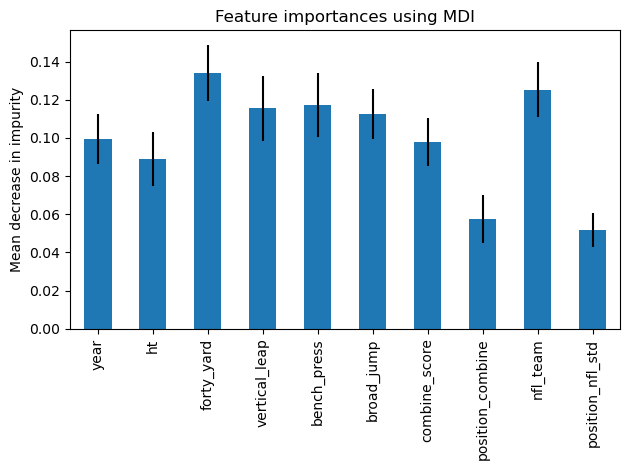 Feature importances using MDI
Mean decrease in impurity
0.14
0.12
0.10
0.08
0.06
0.04
0.02
0.00
year
ht
forty_yard
vertical_leap
bench_press
broad_jump
combine_score
position_combine
nfl_team
position_nfl_std